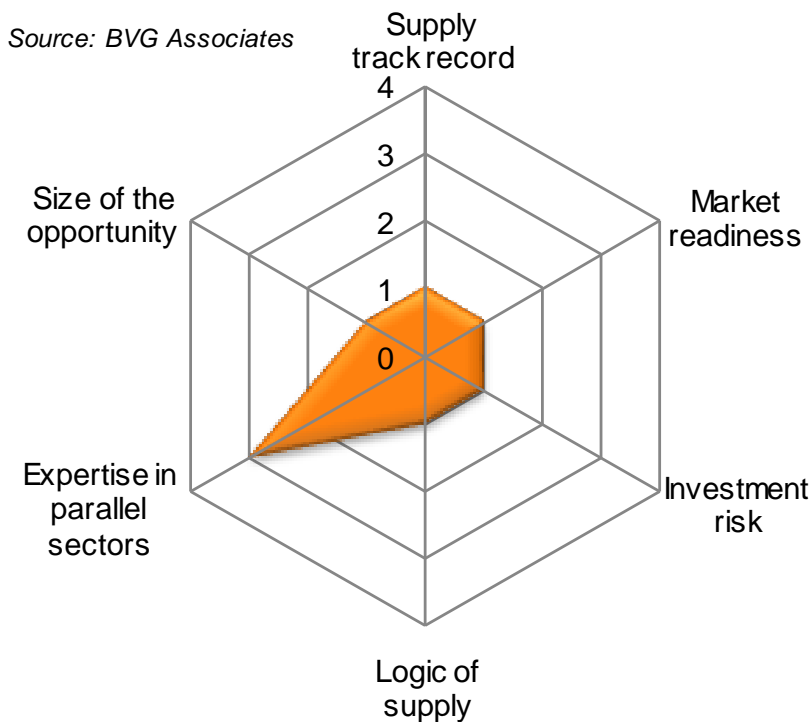 Source: BVG Associates
Supply
track record
4
3
2
1
0
Market
readiness
Investment
risk
Logic of
supply
Expertise in
parallel
sectors
Size of the
opportunity